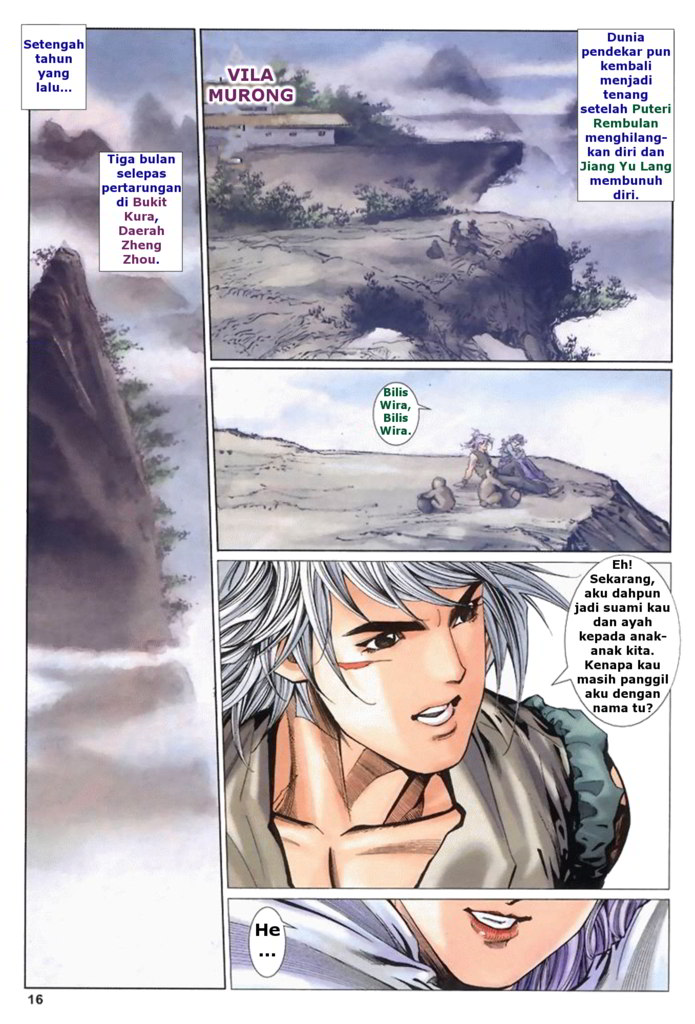 Setengah
tahun
yang
lalu...
Tiga bulan
selepas
pertarungan
di Bukit
Kura,
Daerah
Zheng
Zhou.
VILA
MURONG
Dunia
pendekar pun
kembali
menjadi
tenang
setelah Puteri
Rembulan
menghilang-
kan diri dan
Jiang Yu Lang
membunuh
diri.
Bilis
Wira,
Bilis
Wira.
Eh!
Sekarang,
aku dahpun
jadi suami kau
dan ayah
kepada anak-
anak kita.
Kenapa kau
masih panggil
aku dengan
nama tu?
He
...
16